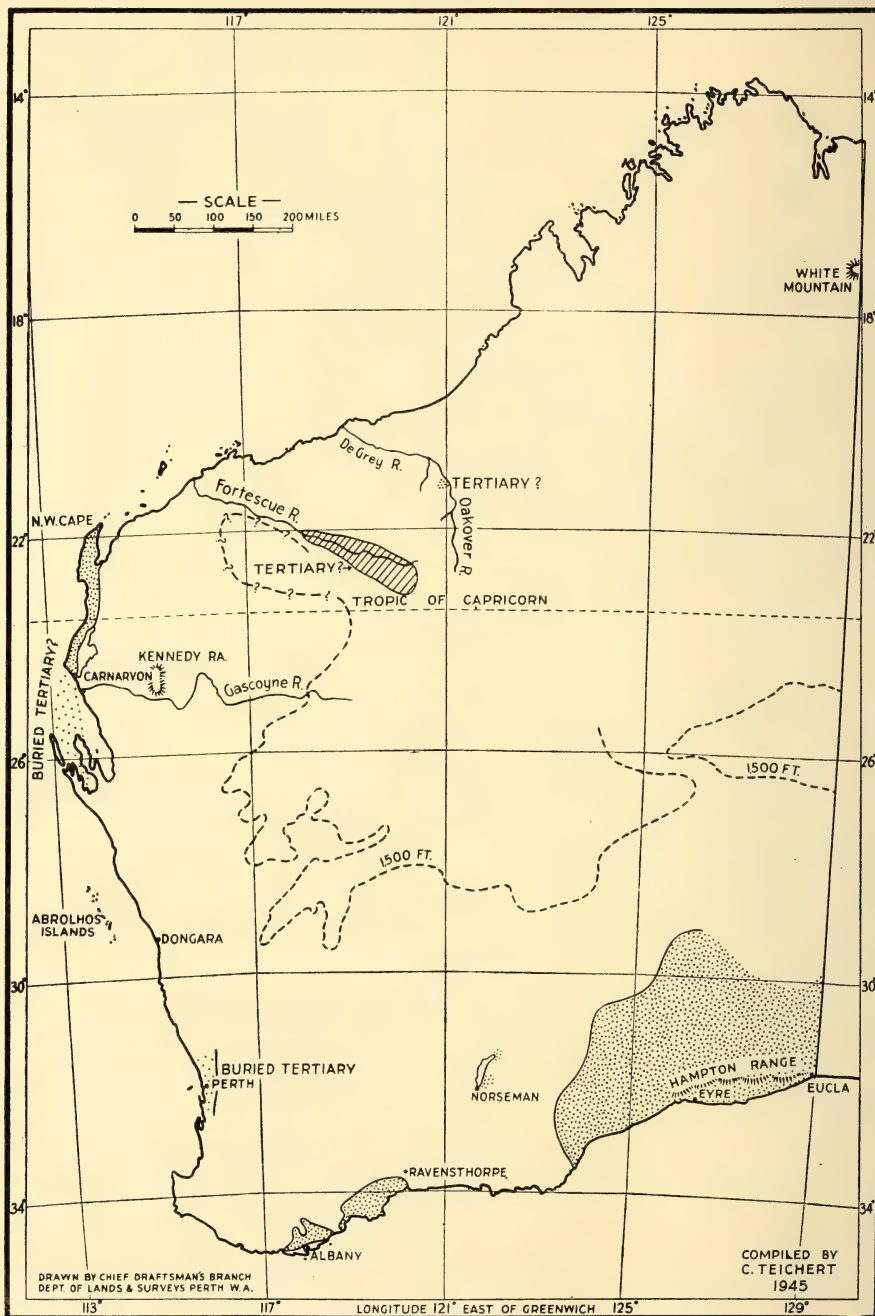 117° 121° 125°
14° 14°
— SCALE —
0 50 100 150 200 MILES
WHITE
MOUNTAIN
18° 18°
De Grey R.
TERTIARY ?
Fortescue R.
Oakover R.
N.W. CAPE
? ? ?
22° 22°
TERTIARY?
? ? ?
TROPIC OF CAPRICORN
KENNEDY RA.
CARNARVON
Gascoyne R.
BURIED TERTIARY?
26° 26°
1,500 FT.
1,500 FT.
ABROLHOS
ISLANDS
DONGARA
30° 30°
BURIED TERTIARY
PERTH
HAMPTON RANGE
NORSEMAN
EYRE
EUCLA
RAVENSTHORPE
34° 34°
ALBANY
COMPILED BY
C. TEICHERT
1945
DRAWN BY CHIEF DRAFTSMAN'S BRANCH
DEPT. OF LANDS & SURVEYS PERTH W.A.
113° 117° LONGITUDE 121° EAST OF GREENWICH 125° 129°